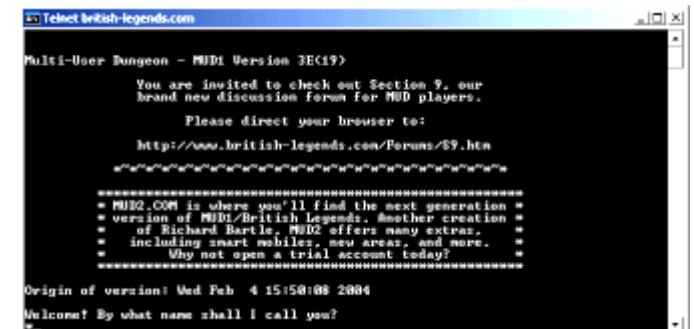 Telnet british-legends.com
Multi-User Dungeon - MUD1 Version 3E(19)
You are invited to check out Section 9, our
brand new discussion forum for MUD players.
Please direct your browser to:
http://www.british-legends.com/Forums/S9.htm
*~*~*~*~*~*~*~*~*~*~*~*~*~*~*~*~*~*~*~*~*
********************************************
* MUD2.COM is where you'll find the next generation *
* version of MUD1/British Legends. Another creation *
* of Richard Bartle, MUD2 offers many extras, *
* including smart mobiles, new areas, and more. *
* Why not open a trial account today? *
********************************************
Origin of version: Wed Feb 4 15:50:08 2004
Welcome! By what name shall I call you?
*